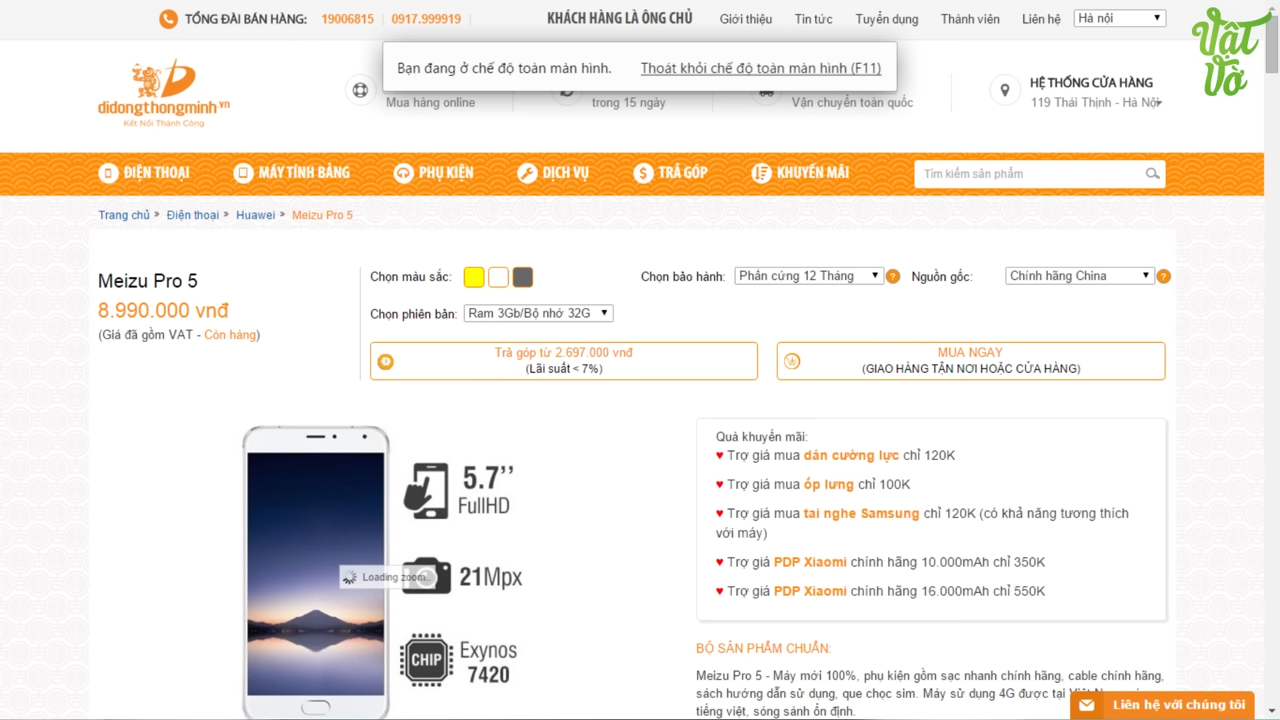 TỔNG ĐÀI BÁN HÀNG: 19006815 | 0917.999919 |
KHÁCH HÀNG LÀ ÔNG CHỦ
Giới thiệu
Tin tức
Tuyển dụng
Thành viên
Liên hệ
Hà nội
Vật Vờ
Bạn đang ở chế độ toàn màn hình. Thoát khỏi chế độ toàn màn hình (F11)
didongthongminh.vn
Kết Nối Thành Công
Mua hàng online
trong 15 ngày
Vận chuyển toàn quốc
HỆ THỐNG CỬA HÀNG
119 Thái Thịnh - Hà Nội
ĐIỆN THOẠI
MÁY TÍNH BẢNG
PHỤ KIỆN
DỊCH VỤ
TRẢ GÓP
KHUYẾN MÃI
Tìm kiếm sản phẩm
Trang chủ » Điện thoại » Huawei » Meizu Pro 5
Meizu Pro 5
8.990.000 vnđ
(Giá đã gồm VAT - Còn hàng)
Chọn màu sắc:
Chọn bảo hành: Phần cứng 12 Tháng ?
Nguồn gốc: Chính hãng China ?
Chọn phiên bản: Ram 3Gb/Bộ nhớ 32G
Trả góp từ 2.697.000 vnđ
(Lãi suất < 7%)
MUA NGAY
(GIAO HÀNG TẬN NƠI HOẶC CỬA HÀNG)
5.7’’
FullHD
Loading zoom..
21Mpx
CHIP
Exynos
7420
Quà khuyến mãi:
♥ Trợ giá mua dán cường lực chỉ 120K
♥ Trợ giá mua ốp lưng chỉ 100K
♥ Trợ giá mua tai nghe Samsung chỉ 120K (có khả năng tương thích
với máy)
♥ Trợ giá PDP Xiaomi chính hãng 10.000mAh chỉ 350K
♥ Trợ giá PDP Xiaomi chính hãng 16.000mAh chỉ 550K
BỘ SẢN PHẨM CHUẨN:
Meizu Pro 5 - Máy mới 100%, phụ kiện gồm sạc nhanh chính hãng, cable chính hãng,
sách hướng dẫn sử dụng, que chọc sim. Máy sử dụng 4G được tại Việt
tiếng việt, sóng sánh ổn định.
Liên hệ với chúng tôi